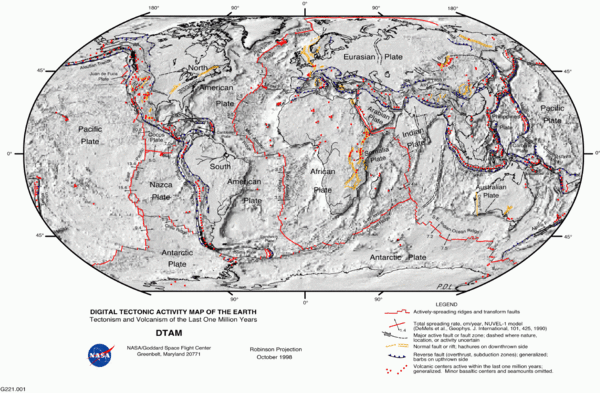 180°
90°
0°
90°
180°
45°
45°
Eurasian Plate
North
American
Plate
Juan de Fuca
Plate
Pacific
Plate
Arabian
Plate
Indian
Plate
Philippine
Pacific
Plate
Cocos
Plate
0°
0°
Nazca
Plate
South
American
Plate
African
Plate
Somalia
Plate
Australian
Plate
45°
45°
Antarctic
Plate
Antarctic Plate
90°
0°
90°
LEGEND
DIGITAL TECTONIC ACTIVITY MAP OF THE EARTH
Tectonism and Volcanism of the Last One Million Years
DTAM
NASA
NASA/Goddard Space Flight Center
Greenbelt, Maryland 20771
Robinson Projection
October 1998
Actively-spreading ridges and transform faults
Total spreading rate, cm/year, NUVEL-1 model
(DeMets et al., Geophys. J. International, 101, 425, 1990)
Major active fault or fault zone; dashed where nature,
location, or activity uncertain
Normal fault or rift; hachures on downthrown side
Reverse fault (overthrust, subduction zones); generalized;
barbs on upthrown side
Volcanic centers active within the last one million years;
generalized. Minor basaltic centers and seamounts omitted.
G221.001